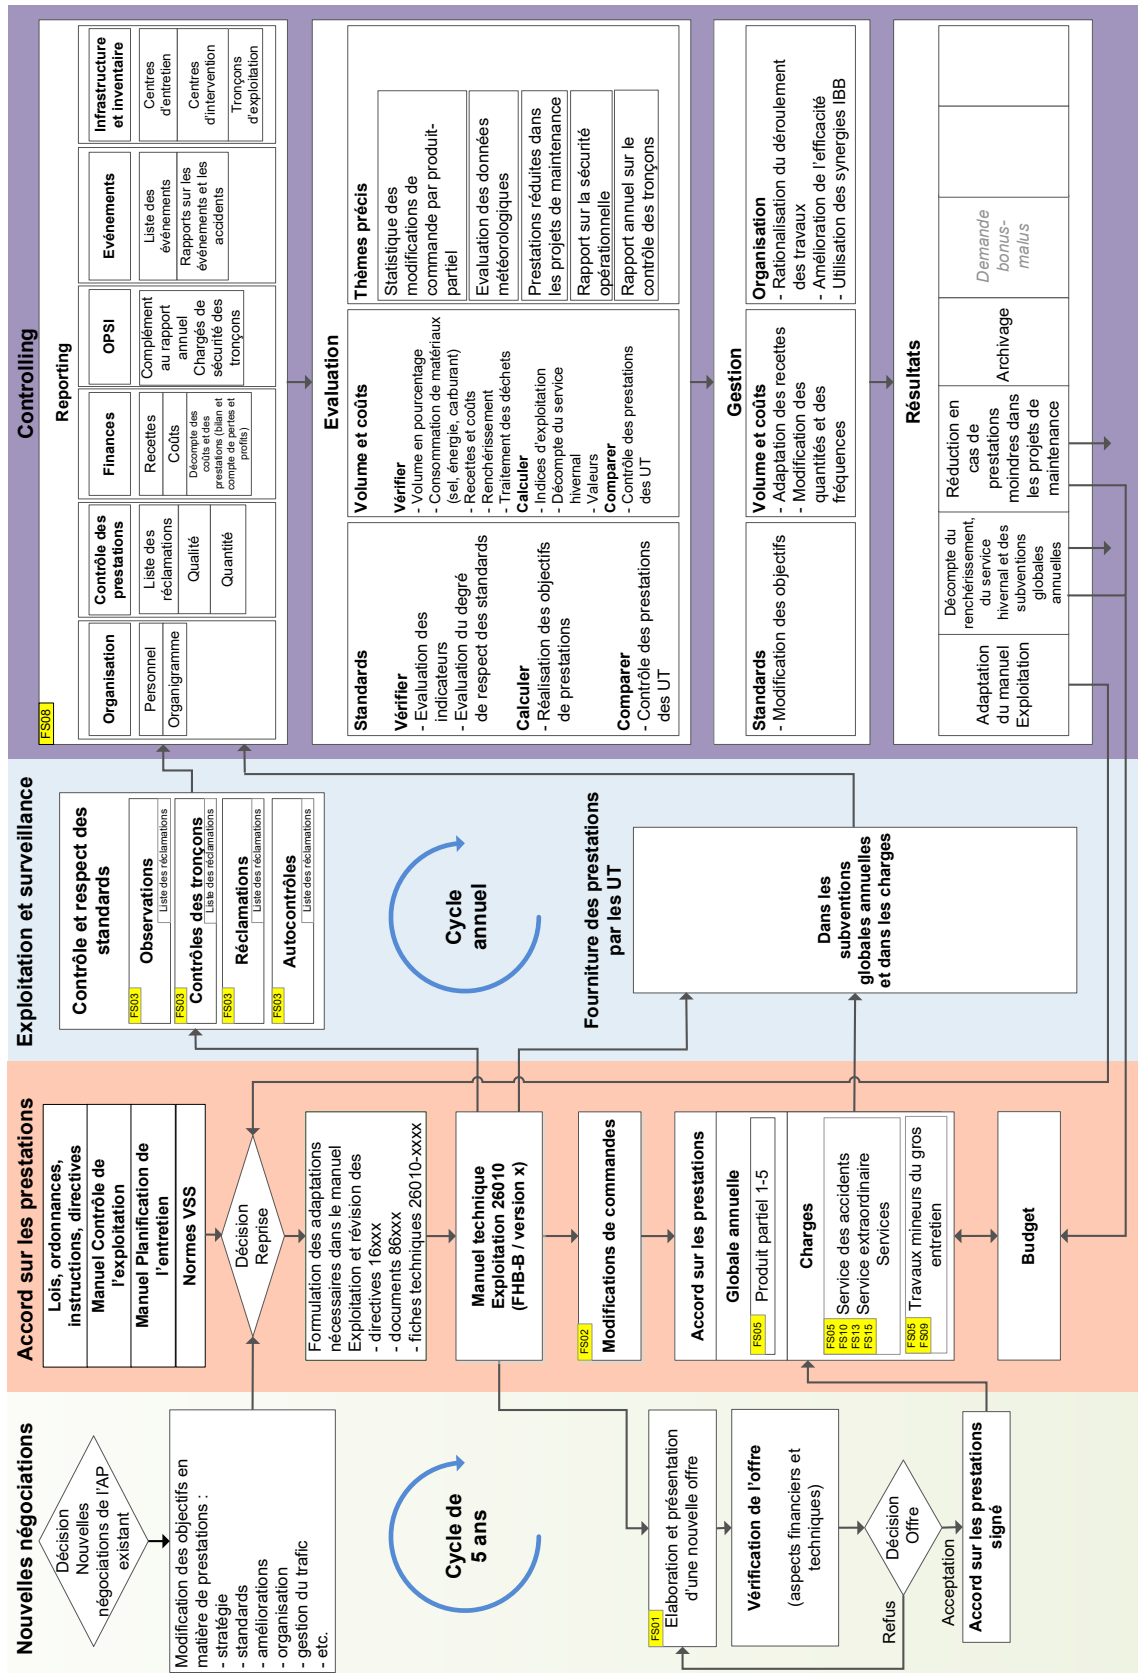 Nouvelles négociations
Décision
Nouvelles
négociations de l'AP
existant
Modification des objectifs en
matière de prestations :
- stratégie
- standards
- améliorations
- organisation
- gestion du trafic
- etc.
Cycle de
5 ans
FS01
Elaboration et présentation
d'une nouvelle offre
Vérification de l'offre
(aspects financiers et
techniques)
Décision
Offre
Refus
Acceptation
Accord sur les prestations
signé
Accord sur les prestations
Lois, ordonnances,
instructions, directives
Manuel Contrôle de
l'exploitation
Manuel Planification de
l'entretien
Normes VSS
Décision
Reprise
Formulation des adaptations
nécessaires dans le manuel
Exploitation et révision des
- directives 16xxx
- documents 86xxx
- fiches techniques 26010-xxxx
Manuel technique
Exploitation 26010
(FHB-B / version x)
FS02
Modifications de commandes
Accord sur les prestations
Globale annuelle
FS05
Produit partiel 1-5
Charges
FS05
FS10
FS13
FS15
Service des accidents
Service extraordinaire
Services
FS05
FS09
Travaux mineurs du gros
entretien
Budget
Exploitation et surveillance
Contrôle et respect des
standards
FS03
Observations
Liste des réclamations
FS03
Contrôles des tronçons
Liste des réclamations
FS03
Réclamations
Liste des réclamations
Autocontrôles
Liste des réclamations
Cycle
annuel
Fourniture des prestations
par les UT
Dans les
subventions
globales annuelles
et dans les charges
Controlling
FS08
Reporting
Organisation
Personnel
Organigramme
Contrôle des
prestations
Liste des
réclamations
Qualité
Quantité
Finances
Recettes
Coûts
Décompte des
coûts et des
prestations (bilan et
compte de pertes et
profits)
OPSI
Complément
au rapport
annuel
Chargés de
sécurité des
tronçons
Evénements
Liste des
événements
Rapports sur les
événements et les
accidents
Infrastructure
et inventaire
Centres
d'entretien
Centres
d'intervention
Tronçons
d'exploitation
Evaluation
Standards
Vérifier
- Evaluation des
indicateurs
- Evaluation du degré
de respect des standards
Calculer
- Réalisation des objectifs
de prestations
Comparer
- Contrôle des prestations
des UT
Volume et coûts
Vérifier
- Volume en pourcentage
- Consommation de matériaux
(sel, énergie, carburant)
- Recettes et coûts
- Renchérissement
- Traitement des déchets
Calculer
- Indices d'exploitation
- Décompte du service
hivernal
- Valeurs
Comparer
- Contrôle des prestations
des UT
Thèmes précis
Statistique des
modifications de
commande par produit-
partiel
Evaluation des données
météorologiques
Prestations réduites dans
les projets de maintenance
Rapport sur la sécurité
opérationnelle
Rapport annuel sur le
contrôle des tronçons
Gestion
Standards
- Modification des objectifs
Volume et coûts
- Adaptation des recettes
- Modification des
quantités et des
fréquences
Organisation
- Rationalisation du déroulement
des travaux
- Amélioration de l'efficacité
- Utilisation des synergies IBB
Résultats
Adaptation
du manuel
Exploitation
Décompte du
renchérissement,
du service
hivernal et des
subventions
globales
annuelles
Réduction en
cas de
prestations
moindres dans
les projets de
maintenance
Archivage
Demande
bonus-
malus